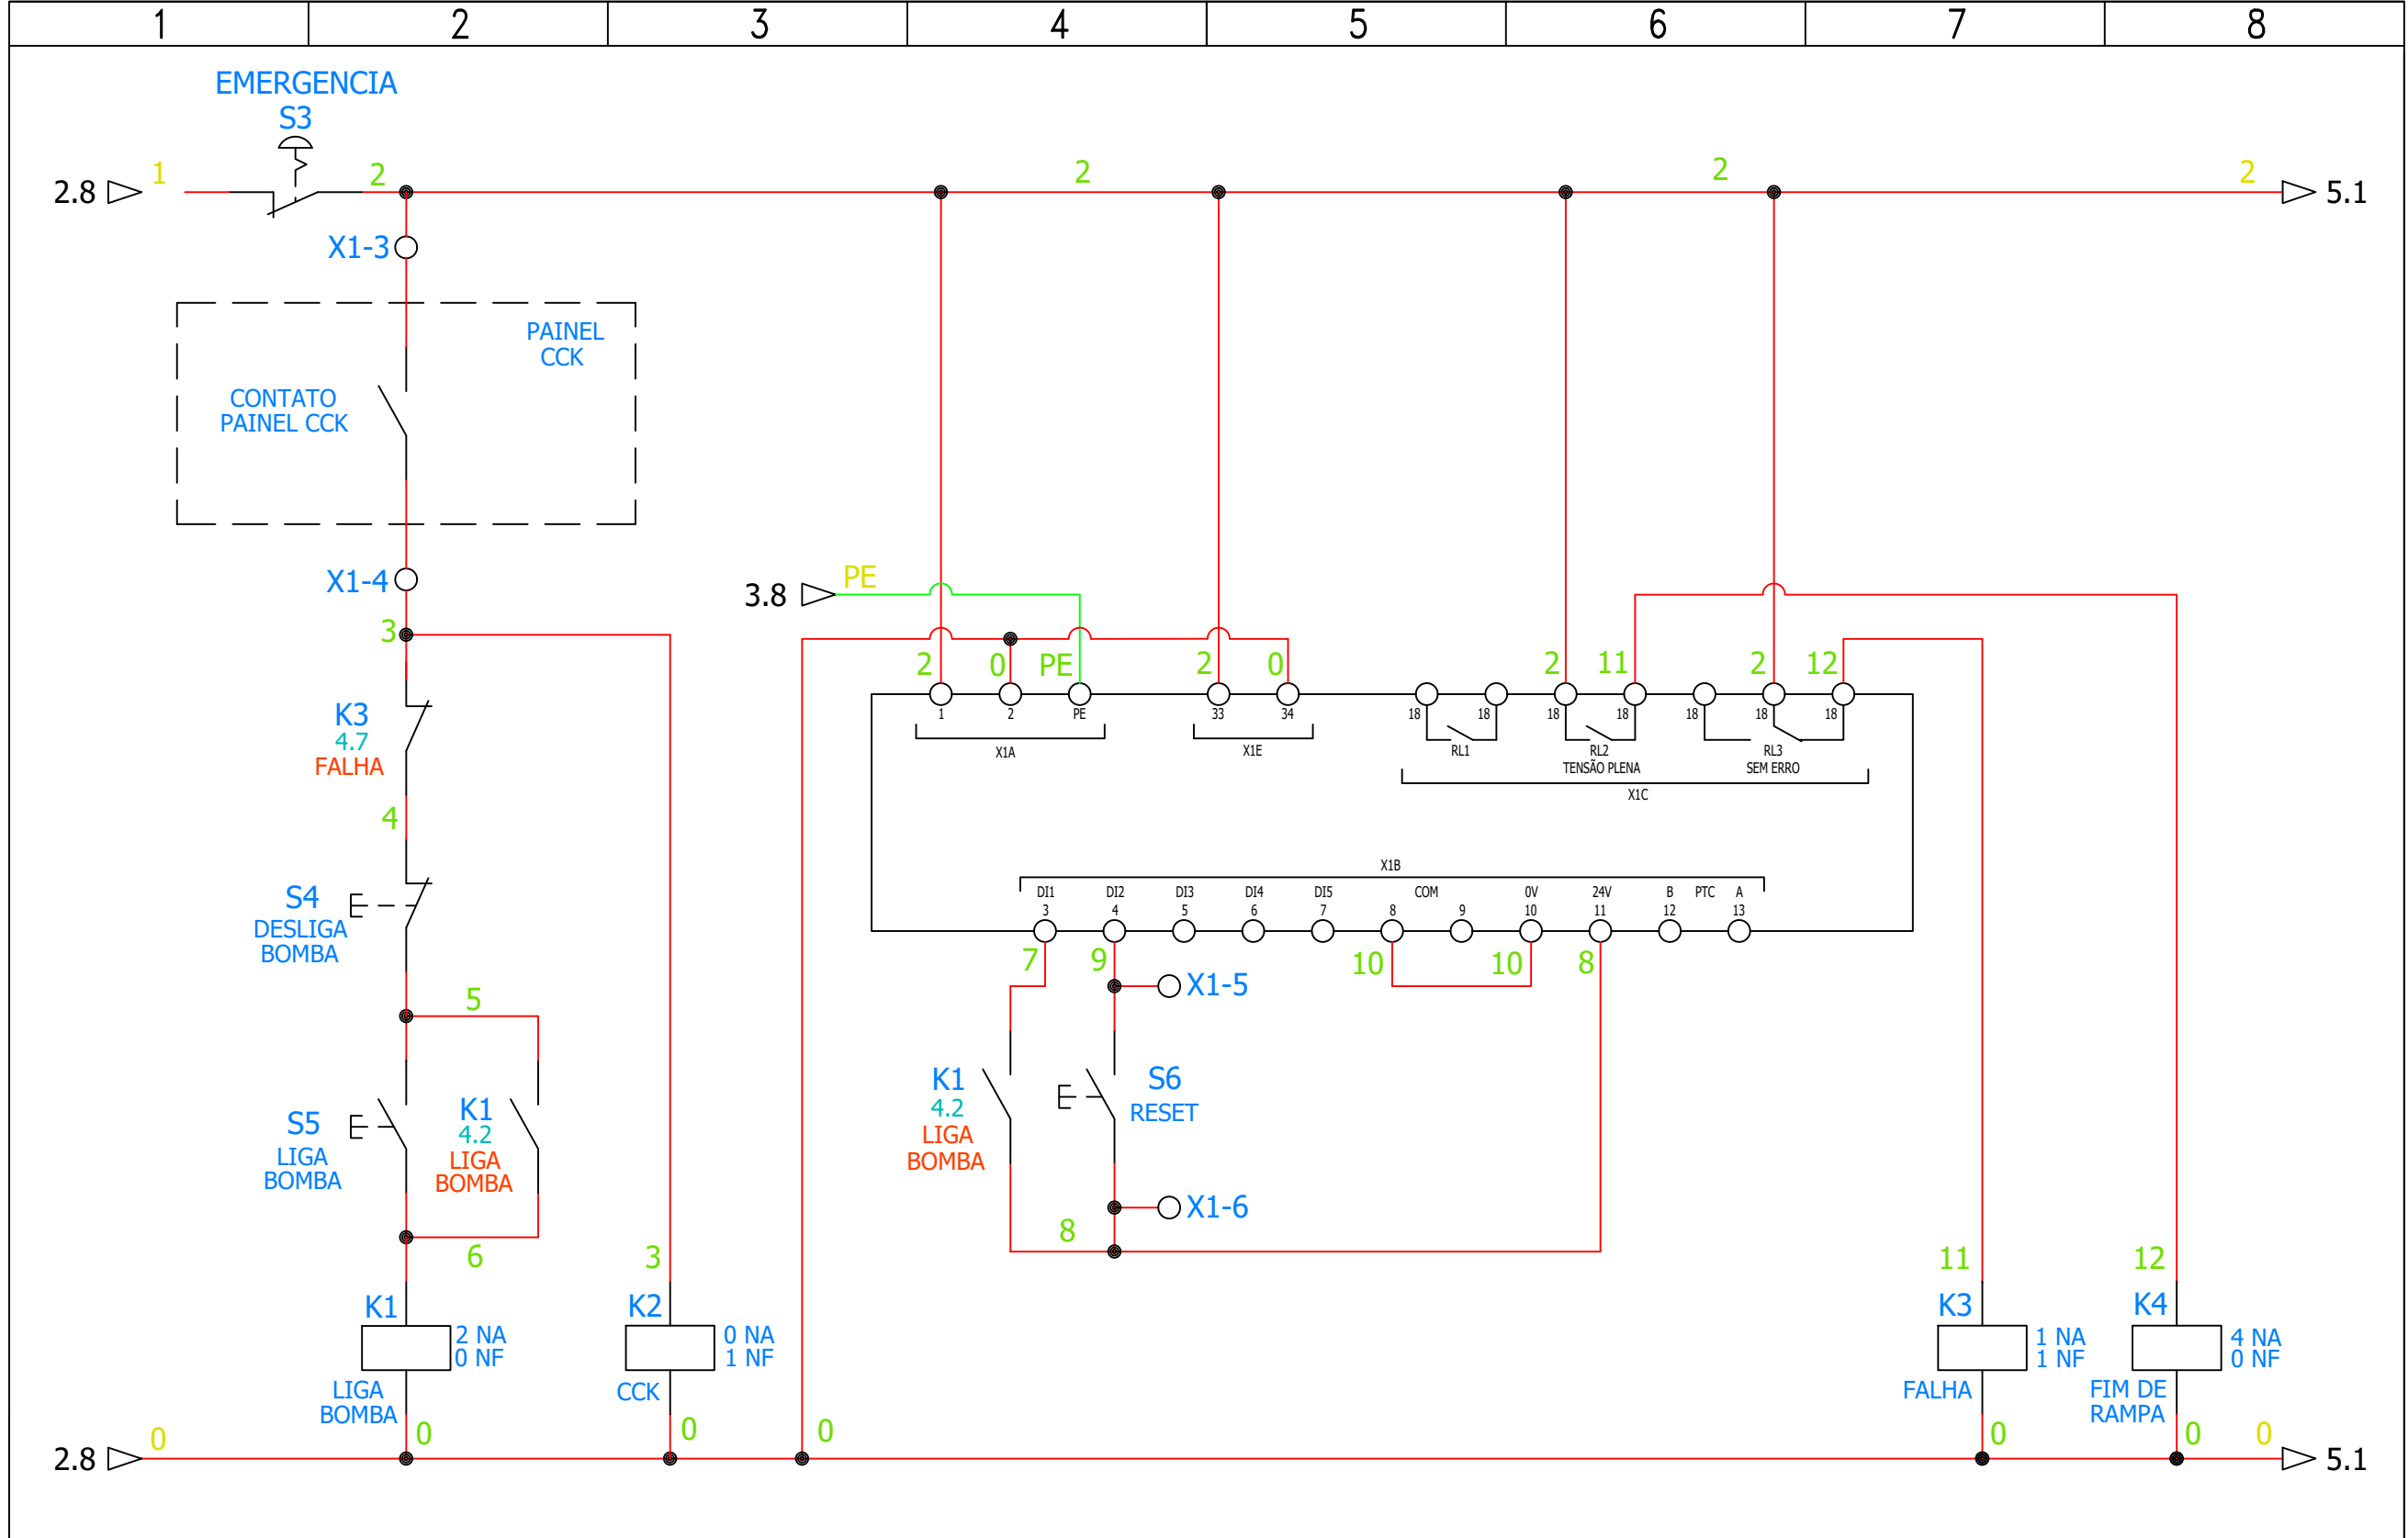 1 2 3 4 5 6 7 8
EMERGENCIA
S3
2.8 1 2 2 2 2 5.1
X1-3
PAINEL
CCK
CONTATO
PAINEL CCK
X1-4
3
3.8 PE
2 0 PE 2 0 2 11 2 12
1 2 PE 33 34 18 18 18 18 18 18 18
X1A X1E RL1 RL2 RL3
TENSÃO PLENA SEM ERRO
X1C
K3
4.7
FALHA
4
X1B
DI1 DI2 DI3 DI4 DI5 COM 0V 24V B PTC A
3 4 5 6 7 8 9 10 11 12 13
S4
DESLIGA
BOMBA
7 9 10 10 8
X1-5
5
S5
LIGA
BOMBA
K1
4.2
LIGA
BOMBA
K1
4.2
LIGA
BOMBA
S6
RESET
X1-6
8
6 3 11 12
K1
2 NA
0 NF
LIGA
BOMBA
K2
0 NA
1 NF
CCK
K3
1 NA
1 NF
FALHA
K4
4 NA
0 NF
FIM DE
RAMPA
2.8 0 0 0 0 0 0 0 5.1